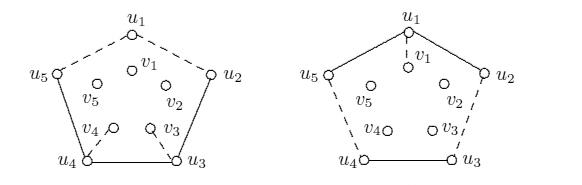 u₁ u₁
v₁ v₁
u₅ u₂ u₅ u₂
v₅ v₂ v₅ v₂
v₄ v₃ v₄ v₃
u₄ u₃ u₄ u₃